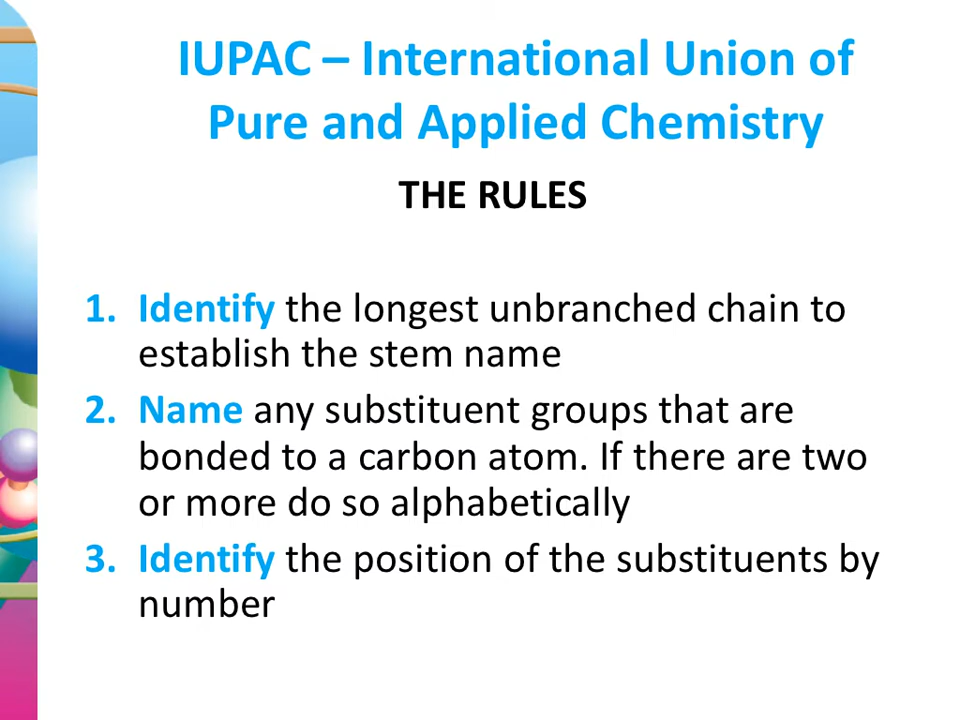 IUPAC – International Union of
Pure and Applied Chemistry
THE RULES
1. Identify the longest unbranched chain to
establish the stem name
2. Name any substituent groups that are
bonded to a carbon atom. If there are two
or more do so alphabetically
3. Identify the position of the substituents by
number